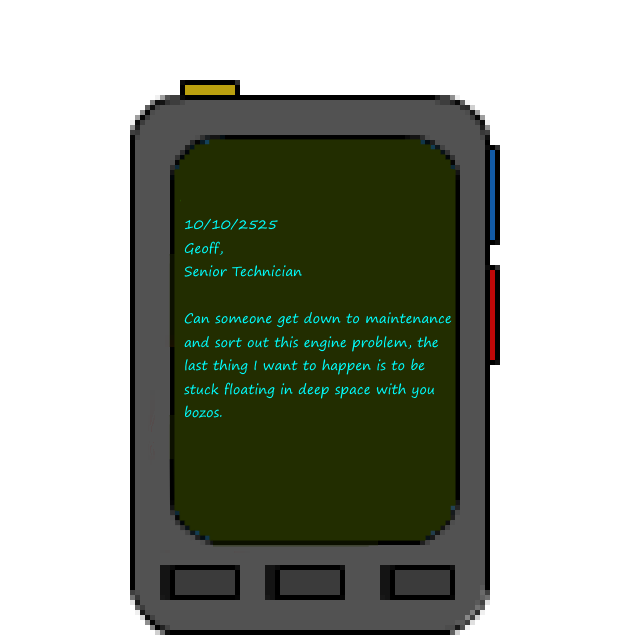 10/10/2525
Geoff,
Senior Technician
Can someone get down to maintenance
and sort out this engine problem, the
last thing I want to happen is to be
stuck floating in deep space with you
bozos.